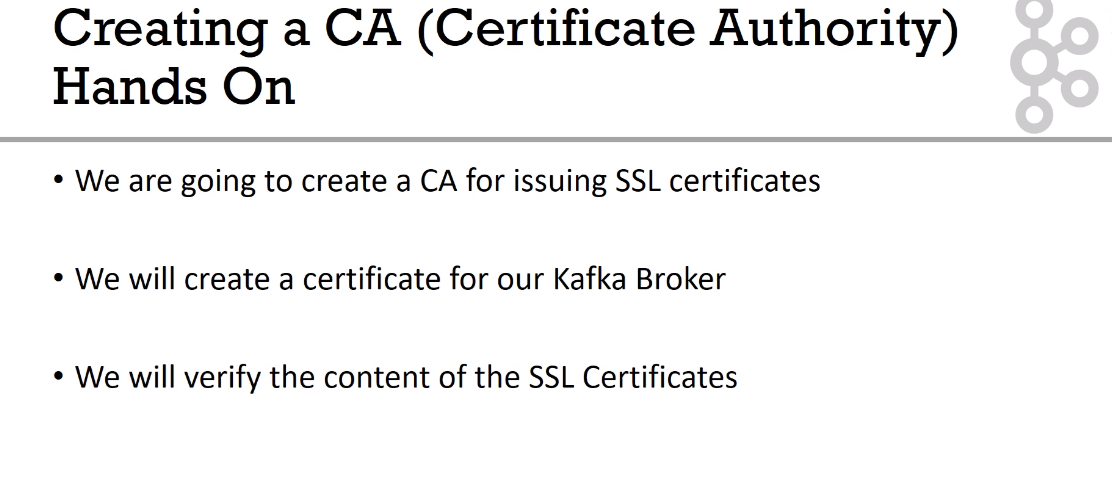 Creating a CA (Certificate Authority)
Hands On
• We are going to create a CA for issuing SSL certificates
• We will create a certificate for our Kafka Broker
• We will verify the content of the SSL Certificates